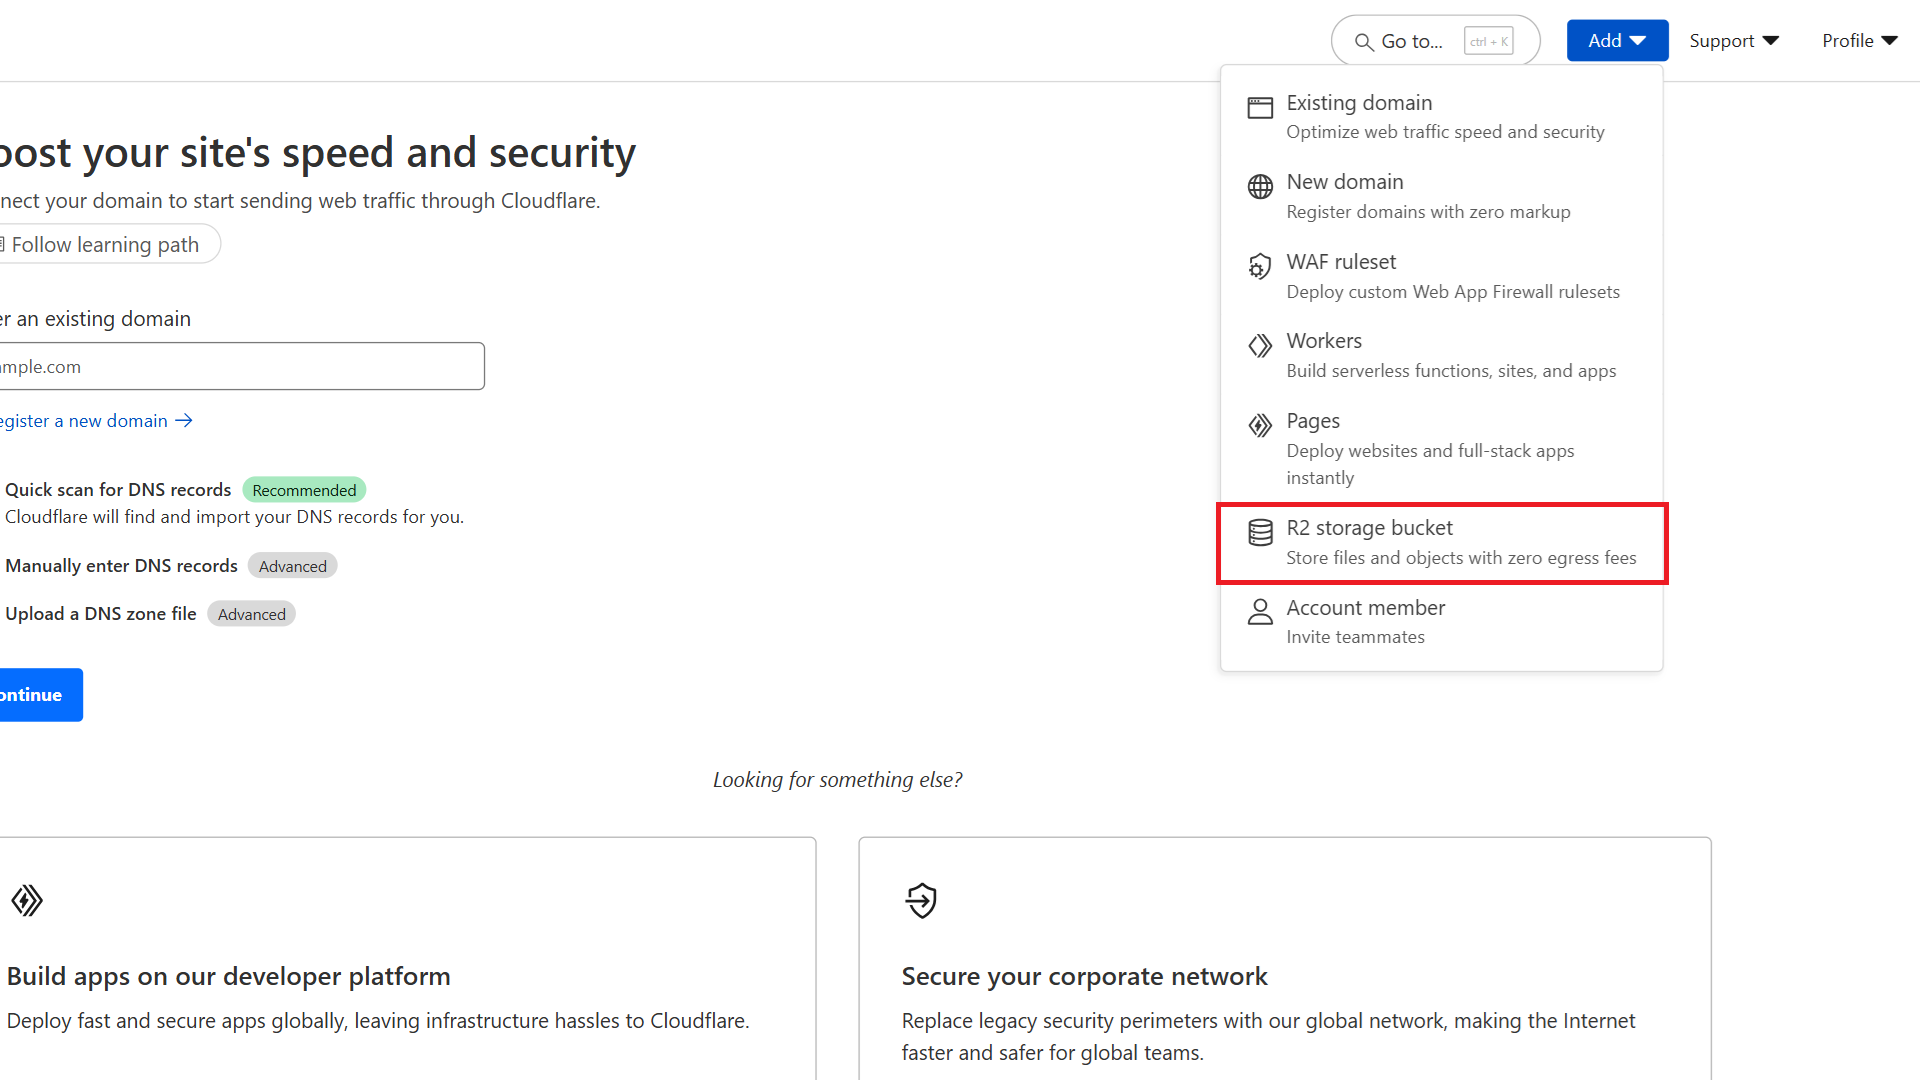 Go to...
ctrl + K
Add
Support
Profile
Existing domain
Optimize web traffic speed and security
New domain
Register domains with zero markup
WAF ruleset
Deploy custom Web App Firewall rulesets
Workers
Build serverless functions, sites, and apps
Pages
Deploy websites and full-stack apps
instantly
R2 storage bucket
Store files and objects with zero egress fees
Account member
Invite teammates
oost your site's speed and security
nect your domain to start sending web traffic through Cloudflare.
Follow learning path
er an existing domain
mple.com
egister a new domain
Quick scan for DNS records Recommended
Cloudflare will find and import your DNS records for you.
Manually enter DNS records Advanced
Upload a DNS zone file Advanced
ontinue
Looking for something else?
Build apps on our developer platform
Deploy fast and secure apps globally, leaving infrastructure hassles to Cloudflare.
Secure your corporate network
Replace legacy security perimeters with our global network, making the Internet
faster and safer for global teams.